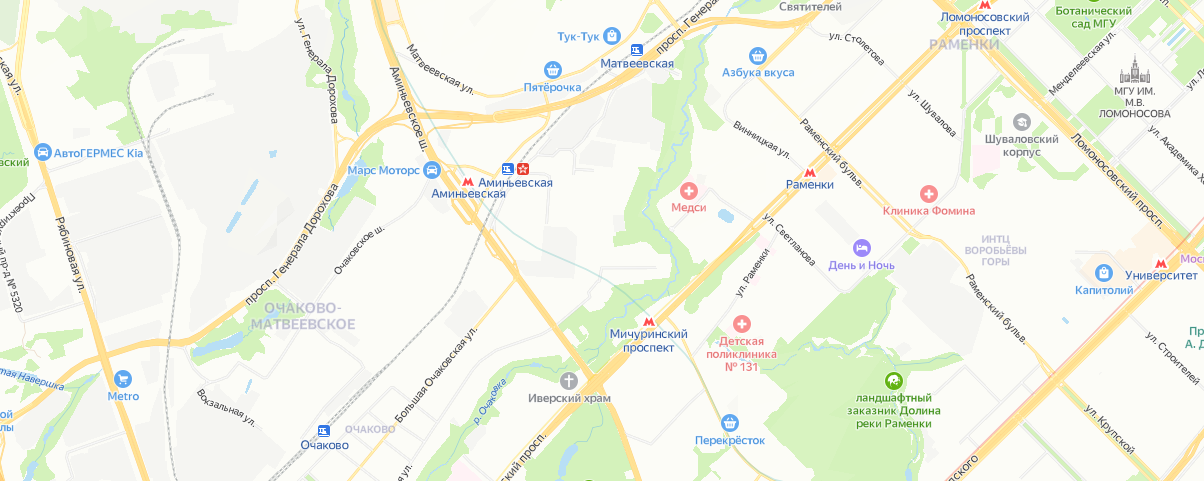 Святителей
Ломоносовский
проспект
Ботанический
сад МГУ
РАМЕНКИ
ул. Столетова
Менделеевская ул.
МГУ ИМ.
М.В.
ЛОМОНОСОВА
ул. Генерала Дорохова
Тук-Тук
просп. Генерал
Матвеевская
Матвеевская ул.
Азбука вкуса
Пятёрочка
Аминьевское ш.
ул. Шувалова
Шуваловский
корпус
ул. Академика Х
Винницкая ул.
Раменский бульв.
Ломоносовский просп.
АвтоГЕРМЕС Kia
Марс Моторс
Аминьевская
Аминьевская
Раменки
Медси
Клиника Фомина
Рябиновая ул.
просп. Генерала Дорохова
Очаковское ш.
ул. Светланова
ул. Раменки
День и Ночь
ИНТЦ
ВОРОБЬЁВЫ
ГОРЫ
Университет
Капитолий
Раменский бульв.
ОЧАКОВО-
МАТВЕЕВСКОЕ
Мичуринский
проспект
Детская
поликлиника
№ 131
ул. Строителей
Metro
Вокзальная ул.
Большая Очаковская ул.
р. Очаковка
Иверский храм
ландшафтный
заказник Долина
реки Раменки
ул. Крупской
ОЧАКОВО
Очаково
Перекрёсток